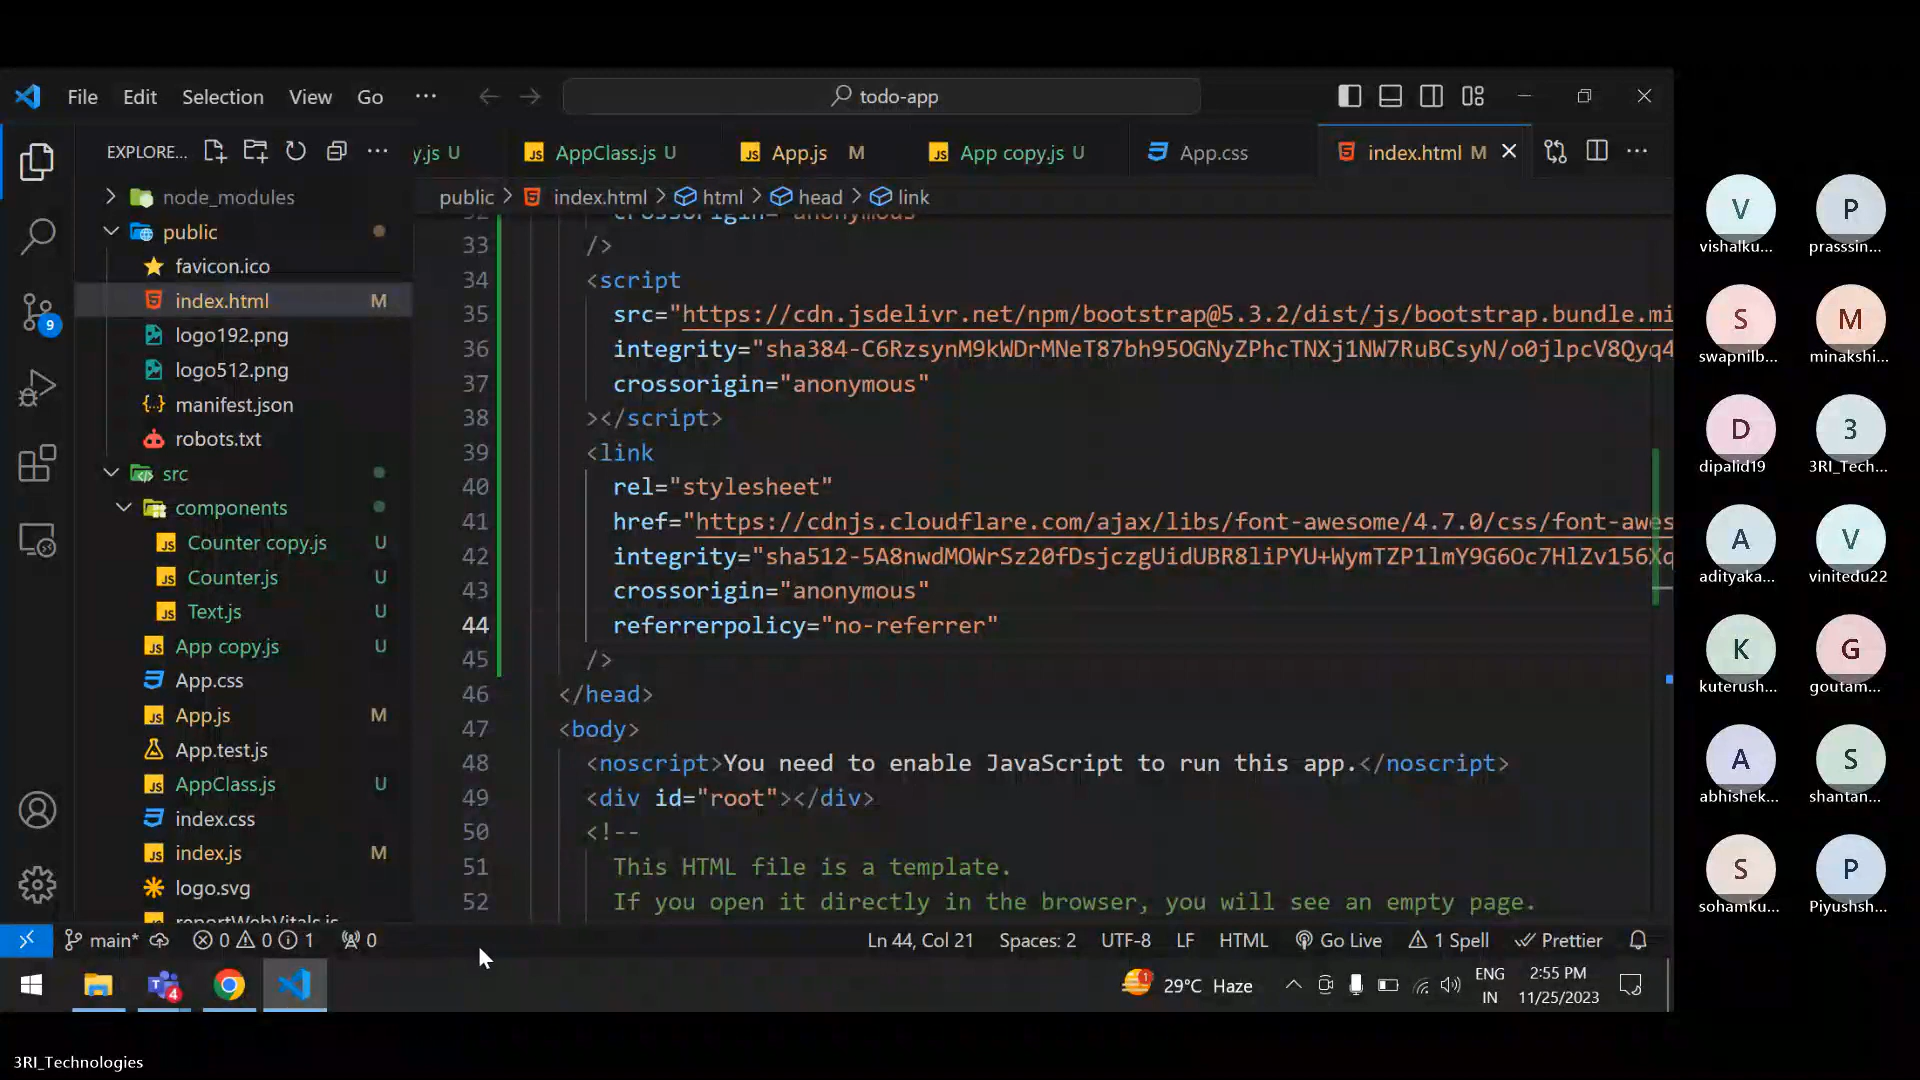 File Edit Selection View Go ···
todo-app
EXPLORE...
y.js U
AppClass.js U
App.js M
App copy.js U
App.css
index.html M
public > index.html > html > head > link
node_modules
public
favicon.ico
index.html M
logo192.png
logo512.png
manifest.json
robots.txt
src
components
Counter copy.js U
Counter.js U
Text.js U
App copy.js U
App.css
App.js M
App.test.js
AppClass.js U
index.css
index.js M
logo.svg
reportWebVitals.js
9
32 crossorigin="anonymous"
33 />
34 <script
35 src="https://cdn.jsdelivr.net/npm/bootstrap@5.3.2/dist/js/bootstrap.bundle.mi
36 integrity="sha384-C6RzsynM9kWDrMNeT87bh95OGNyZPhcTNXj1NW7RuBCsyN/o0jlpcV8Qyq4
37 crossorigin="anonymous"
38 ></script>
39 <link
40 rel="stylesheet"
41 href="https://cdnjs.cloudflare.com/ajax/libs/font-awesome/4.7.0/css/font-awes
42 integrity="sha512-5A8nwdMOWrSz20fDsjczgUidUBR8liPYU+WymTZP1lmY9G6Oc7HlZv156Xq
43 crossorigin="anonymous"
44 referrerpolicy="no-referrer"
45 />
46 </head>
47 <body>
48 <noscript>You need to enable JavaScript to run this app.</noscript>
49 <div id="root"></div>
50 <!--
51 This HTML file is a template.
52 If you open it directly in the browser, you will see an empty page.
main* 0 0 1 0
Ln 44, Col 21 Spaces: 2 UTF-8 LF HTML Go Live 1 Spell Prettier
4
1
29°C Haze
ENG
IN
2:55 PM
11/25/2023
V P
vishalku... prasssin...
S M
swapnilb... minakshi...
D 3
dipalid19 3RI_Tech...
A V
adityaka... vinitedu22
K G
kuterush... goutam...
A S
abhishek... shantan...
S P
sohamku... Piyushsh...
3RI_Technologies